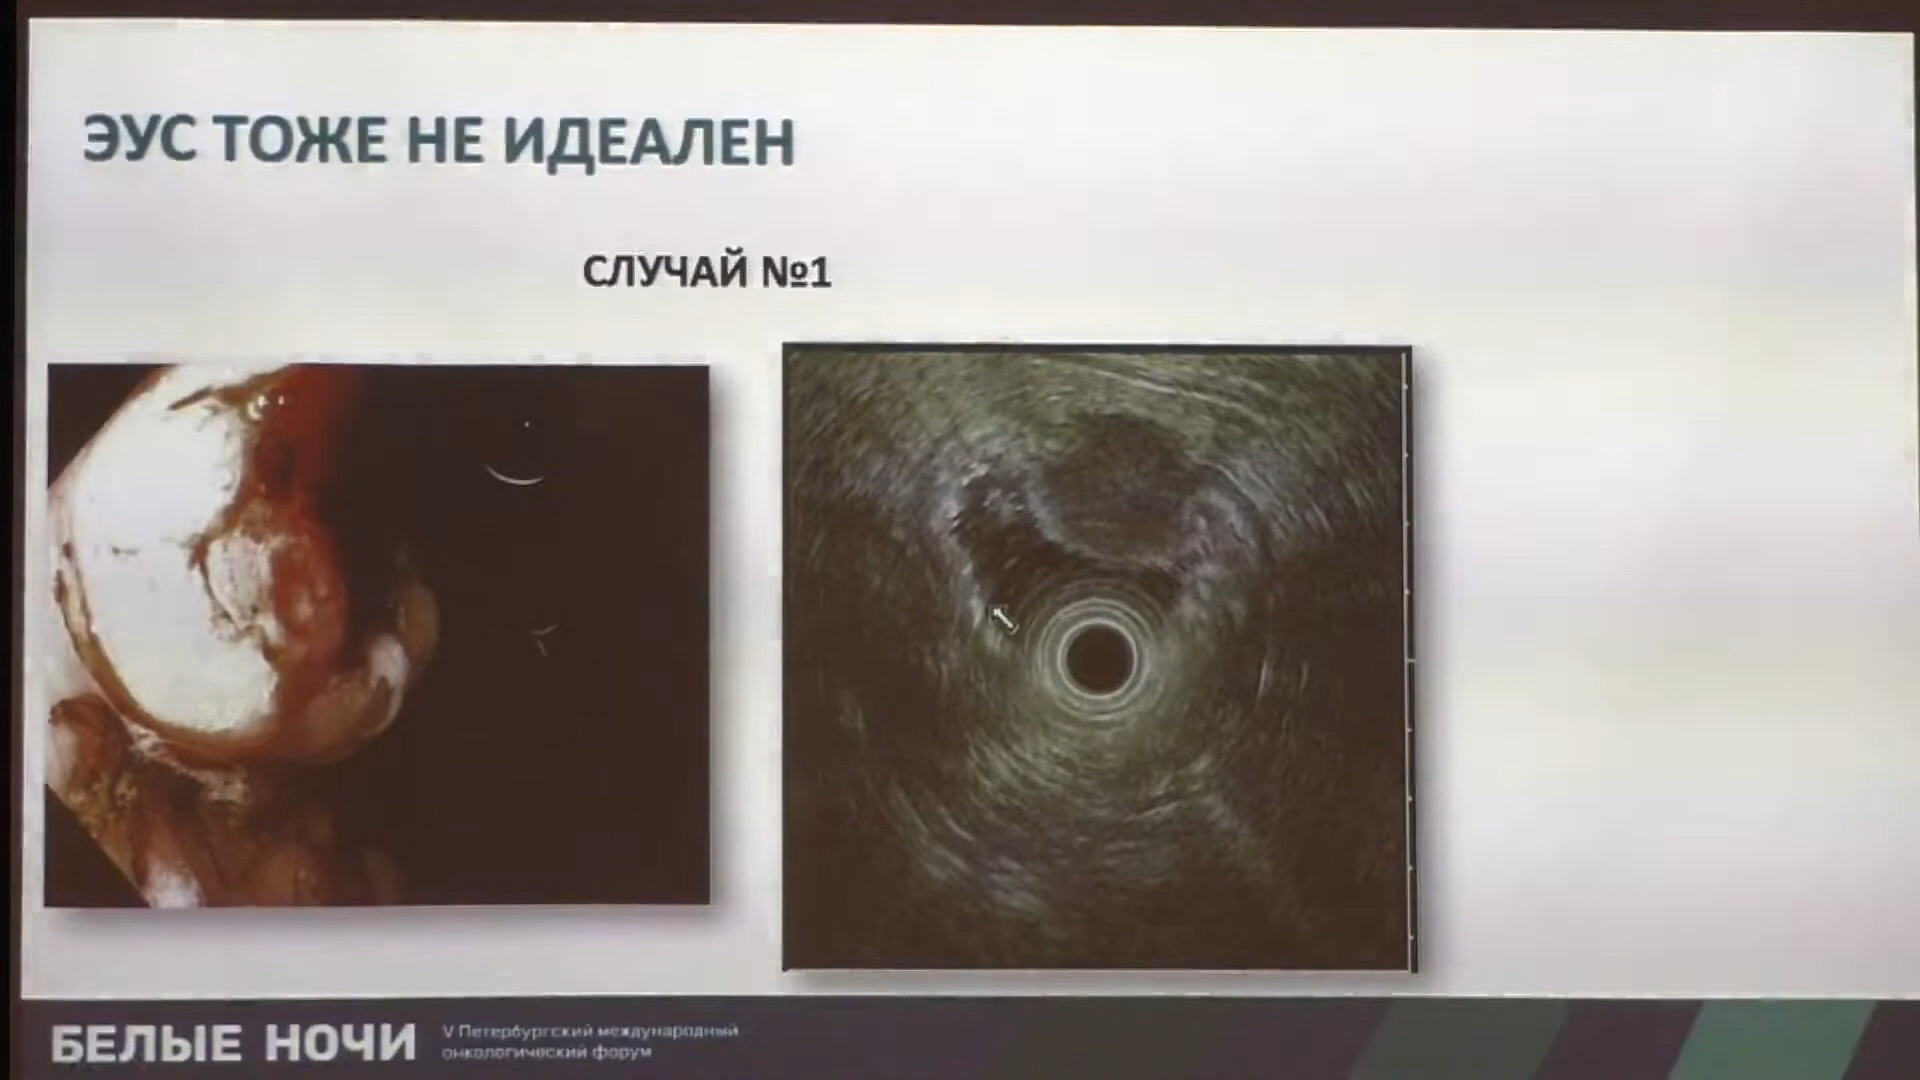 ЭУС ТОЖЕ НЕ ИДЕАЛЕН
СЛУЧАЙ №1
БЕЛЫЕ НОЧИ
V Петербургский международный
онкологический форум